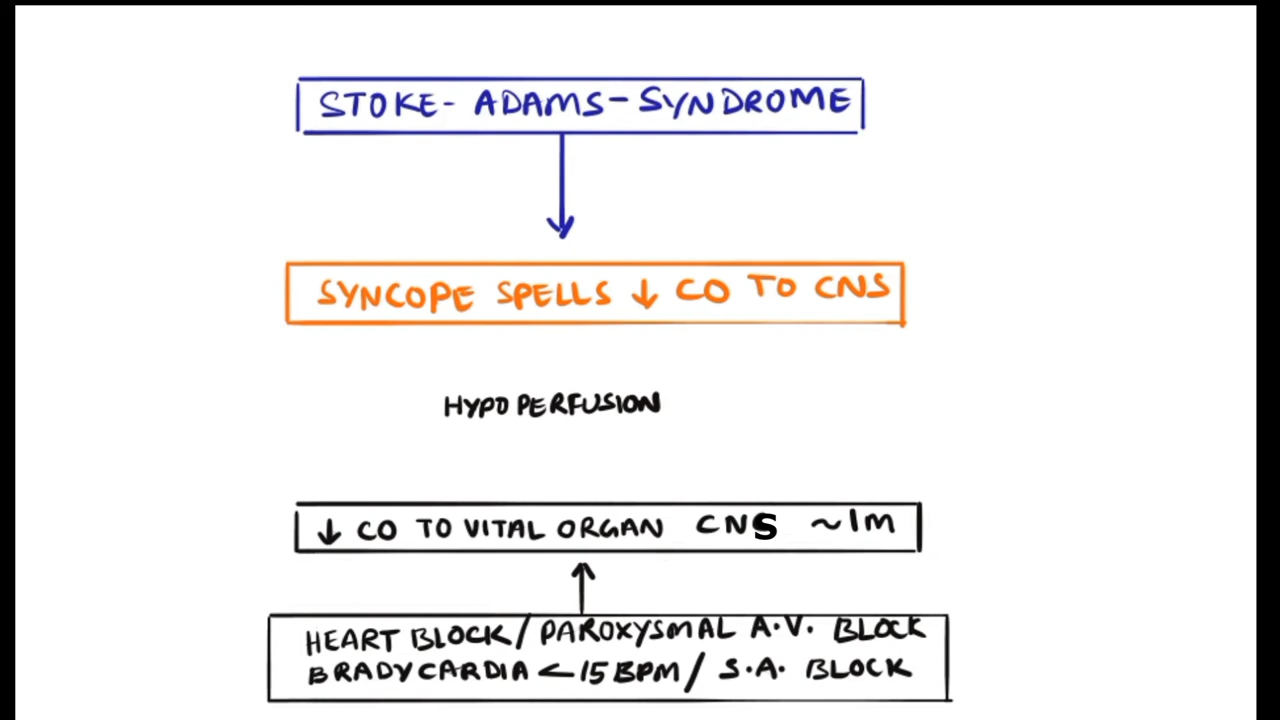 STOKE- ADAMS-SYNDROME
SYNCOPE SPELLS ↓ CO TO CNS
HYPOPERFUSION
↓ CO TO VITAL ORGAN CNS ~1M
HEART BLOCK/PAROXYSMAL A.V. BLOCK
BRADYCARDIA <15 BPM/ S.A. BLOCK